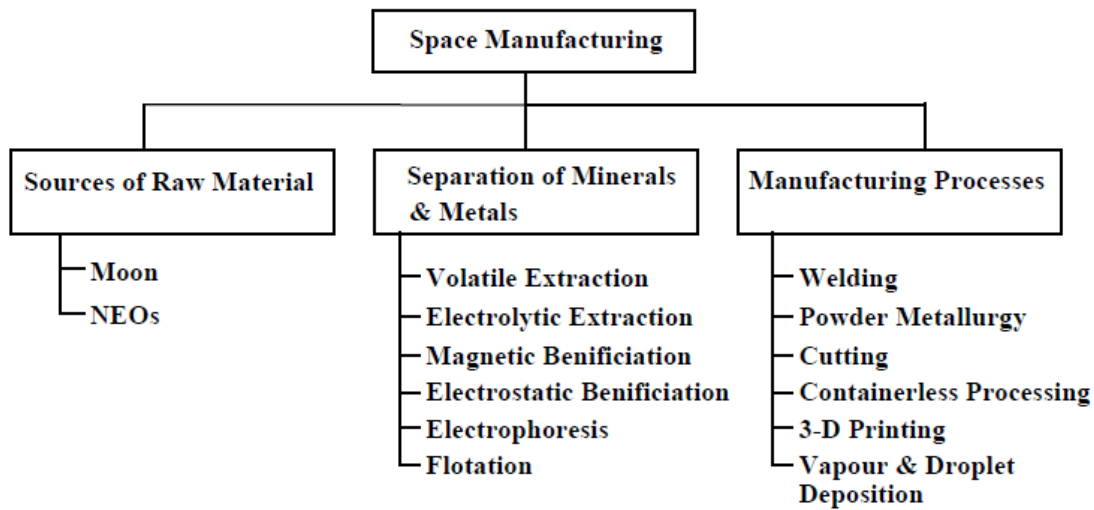 Space Manufacturing
Sources of Raw Material
Moon
NEOs
Separation of Minerals
& Metals
Volatile Extraction
Electrolytic Extraction
Magnetic Benificiation
Electrostatic Benificiation
Electrophoresis
Flotation
Manufacturing Processes
Welding
Powder Metallurgy
Cutting
Containerless Processing
3-D Printing
Vapour & Droplet
Deposition